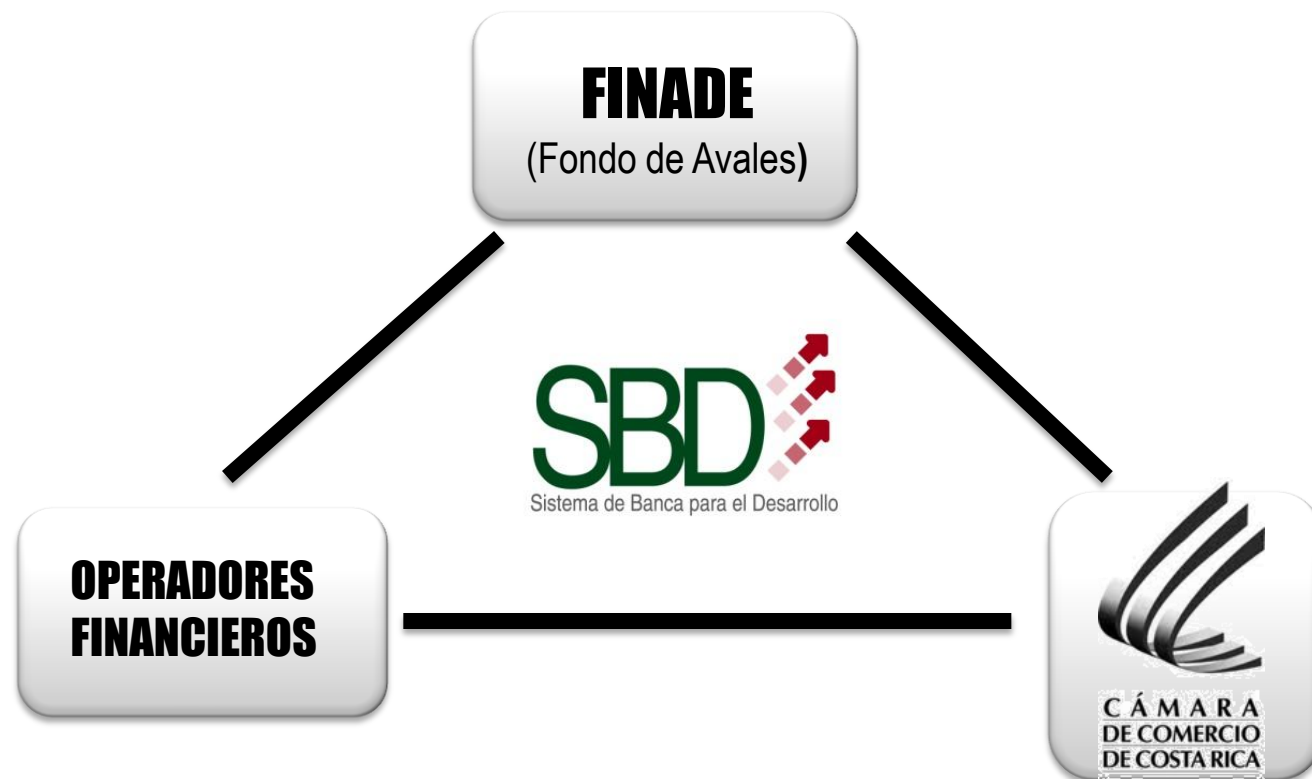 FINADE
(Fondo de Avales)
SBD
Sistema de Banca para el Desarrollo
OPERADORES
FINANCIEROS
CÁMARA
DE COMERCIO
DE COSTA RICA